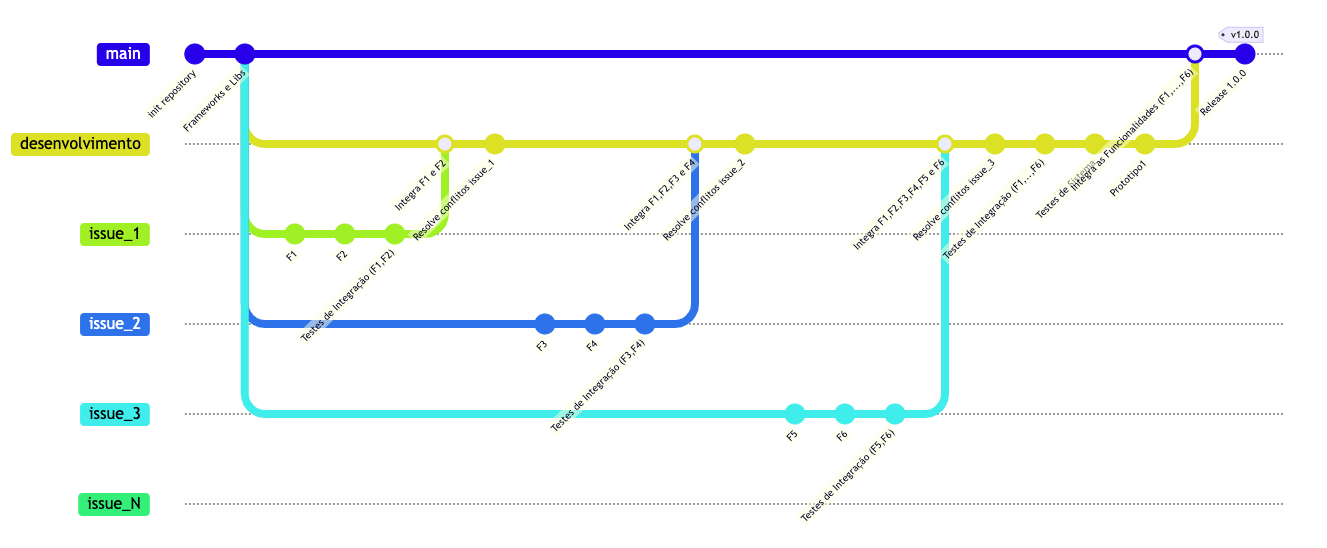 v1.0.0
main
init repository
Frameworks e Libs
Integra as Funcionalidades (F1,...,F6)
Release 1.0.0
desenvolvimento
Integra F1 e F2
Resolve conflitos issue_1
Integra F1,F2,F3 e F4
Resolve conflitos issue_2
Integra F1,F2,F3,F4,F5 e F6
Resolve conflitos issue_3
Testes de Integração (F1,...F6)
Testes de Sistema
Prototipo1
issue_1
F1
F2
Testes de Integração (F1,F2)
issue_2
F3
F4
Testes de Integração (F3,F4)
issue_3
F5
F6
Testes de Integração (F5,F6)
issue_N